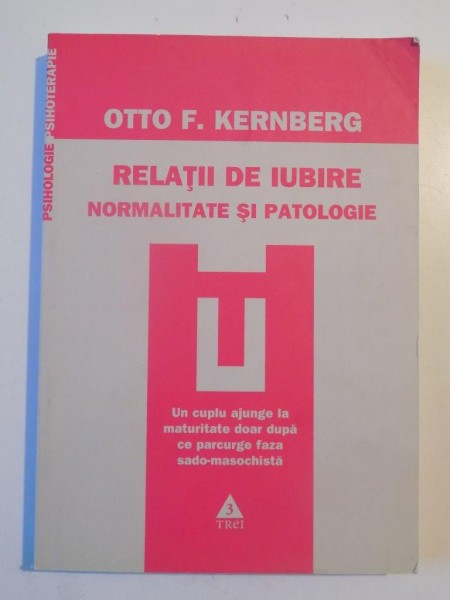 PSIHOLOGIE PSIHOTERAPIE
OTTO F. KERNBERG
RELAŢII DE IUBIRE
NORMALITATE ŞI PATOLOGIE
Un cuplu ajunge la
maturitate doar după
ce parcurge faza
sado-masochistă
3
TREI